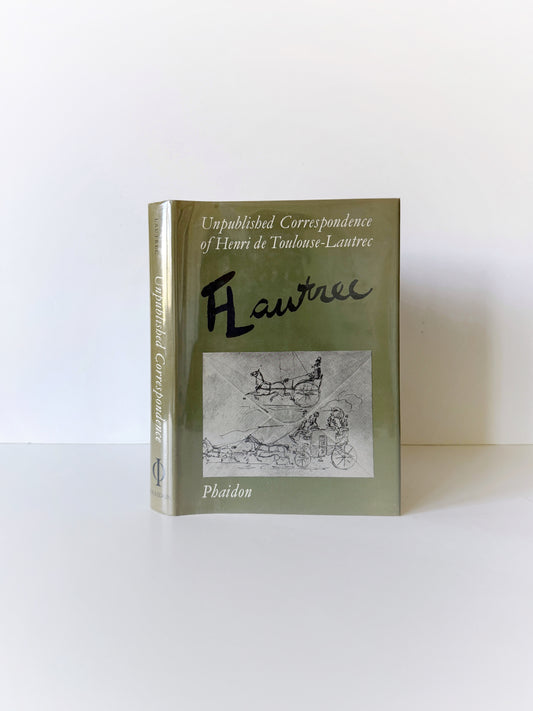 Unpublished Correspondence
of Henri de Toulouse-Lautrec
HLautrec
Phaidon
LAUTREC
Unpublished Correspondence
PHAIDON